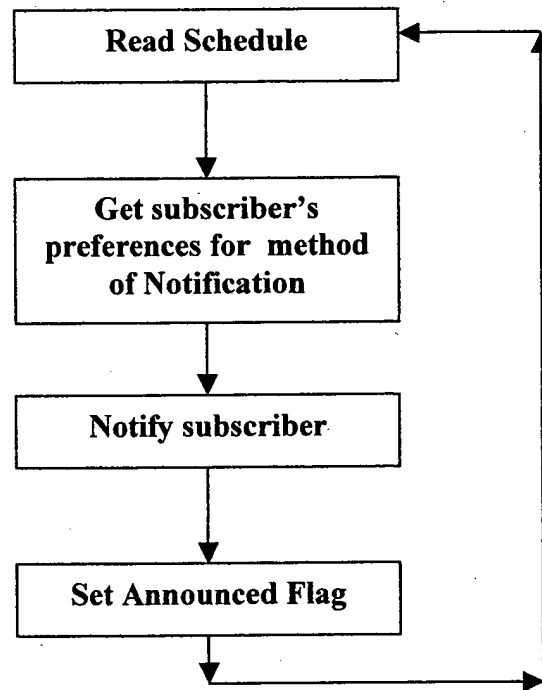 Read Schedule
Get subscriber's
preferences for method
of Notification
Notify subscriber
Set Announced Flag